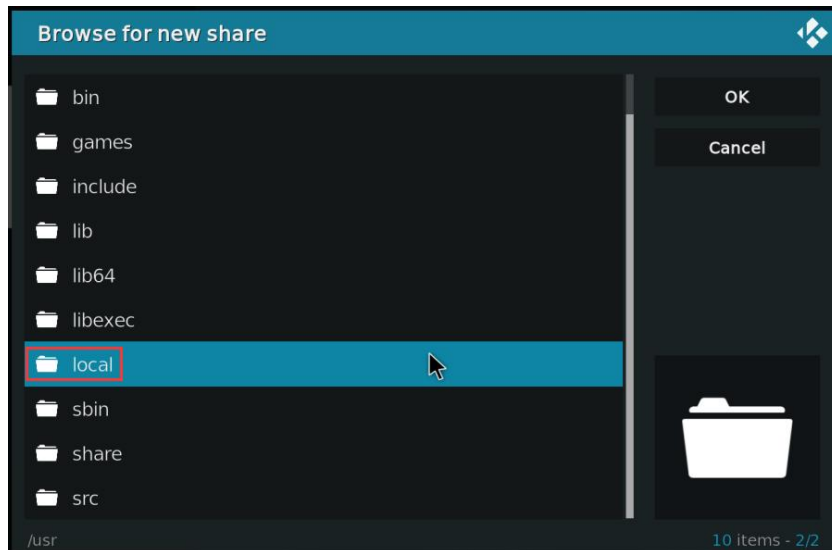 Browse for new share
bin
OK
games
Cancel
include
lib
lib64
libexec
local
sbin
share
src
/usr
10 items - 2/2